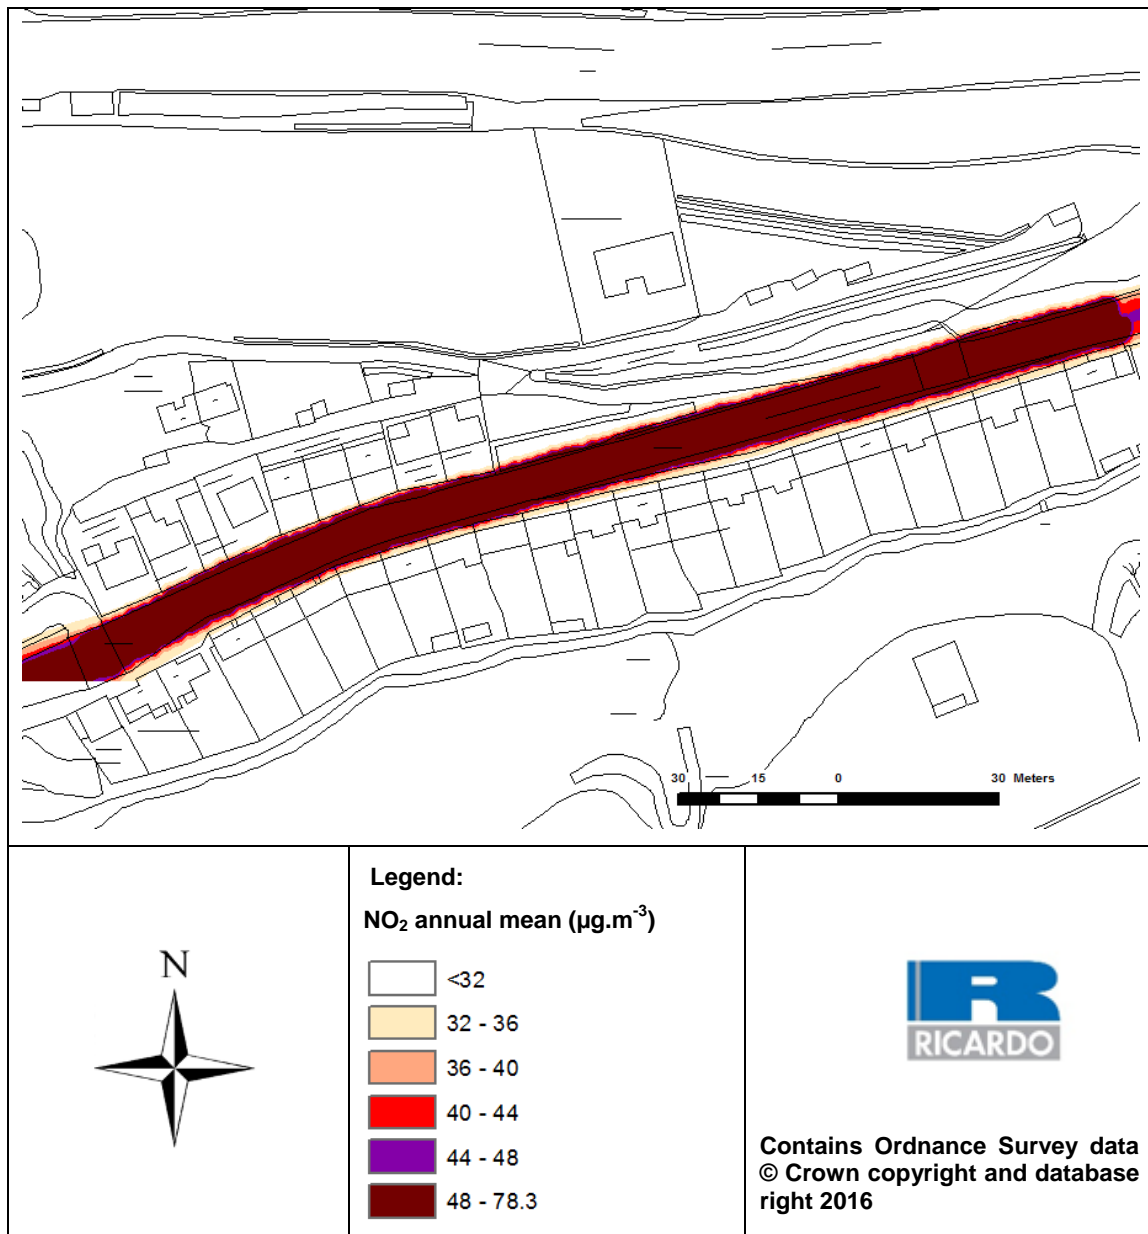 30 15 0 30 Meters
N
Legend:
NO₂ annual mean (µg.m⁻³)
<32
32 - 36
36 - 40
40 - 44
44 - 48
48 - 78.3
R
RICARDO
Contains Ordnance Survey data
© Crown copyright and database
right 2016